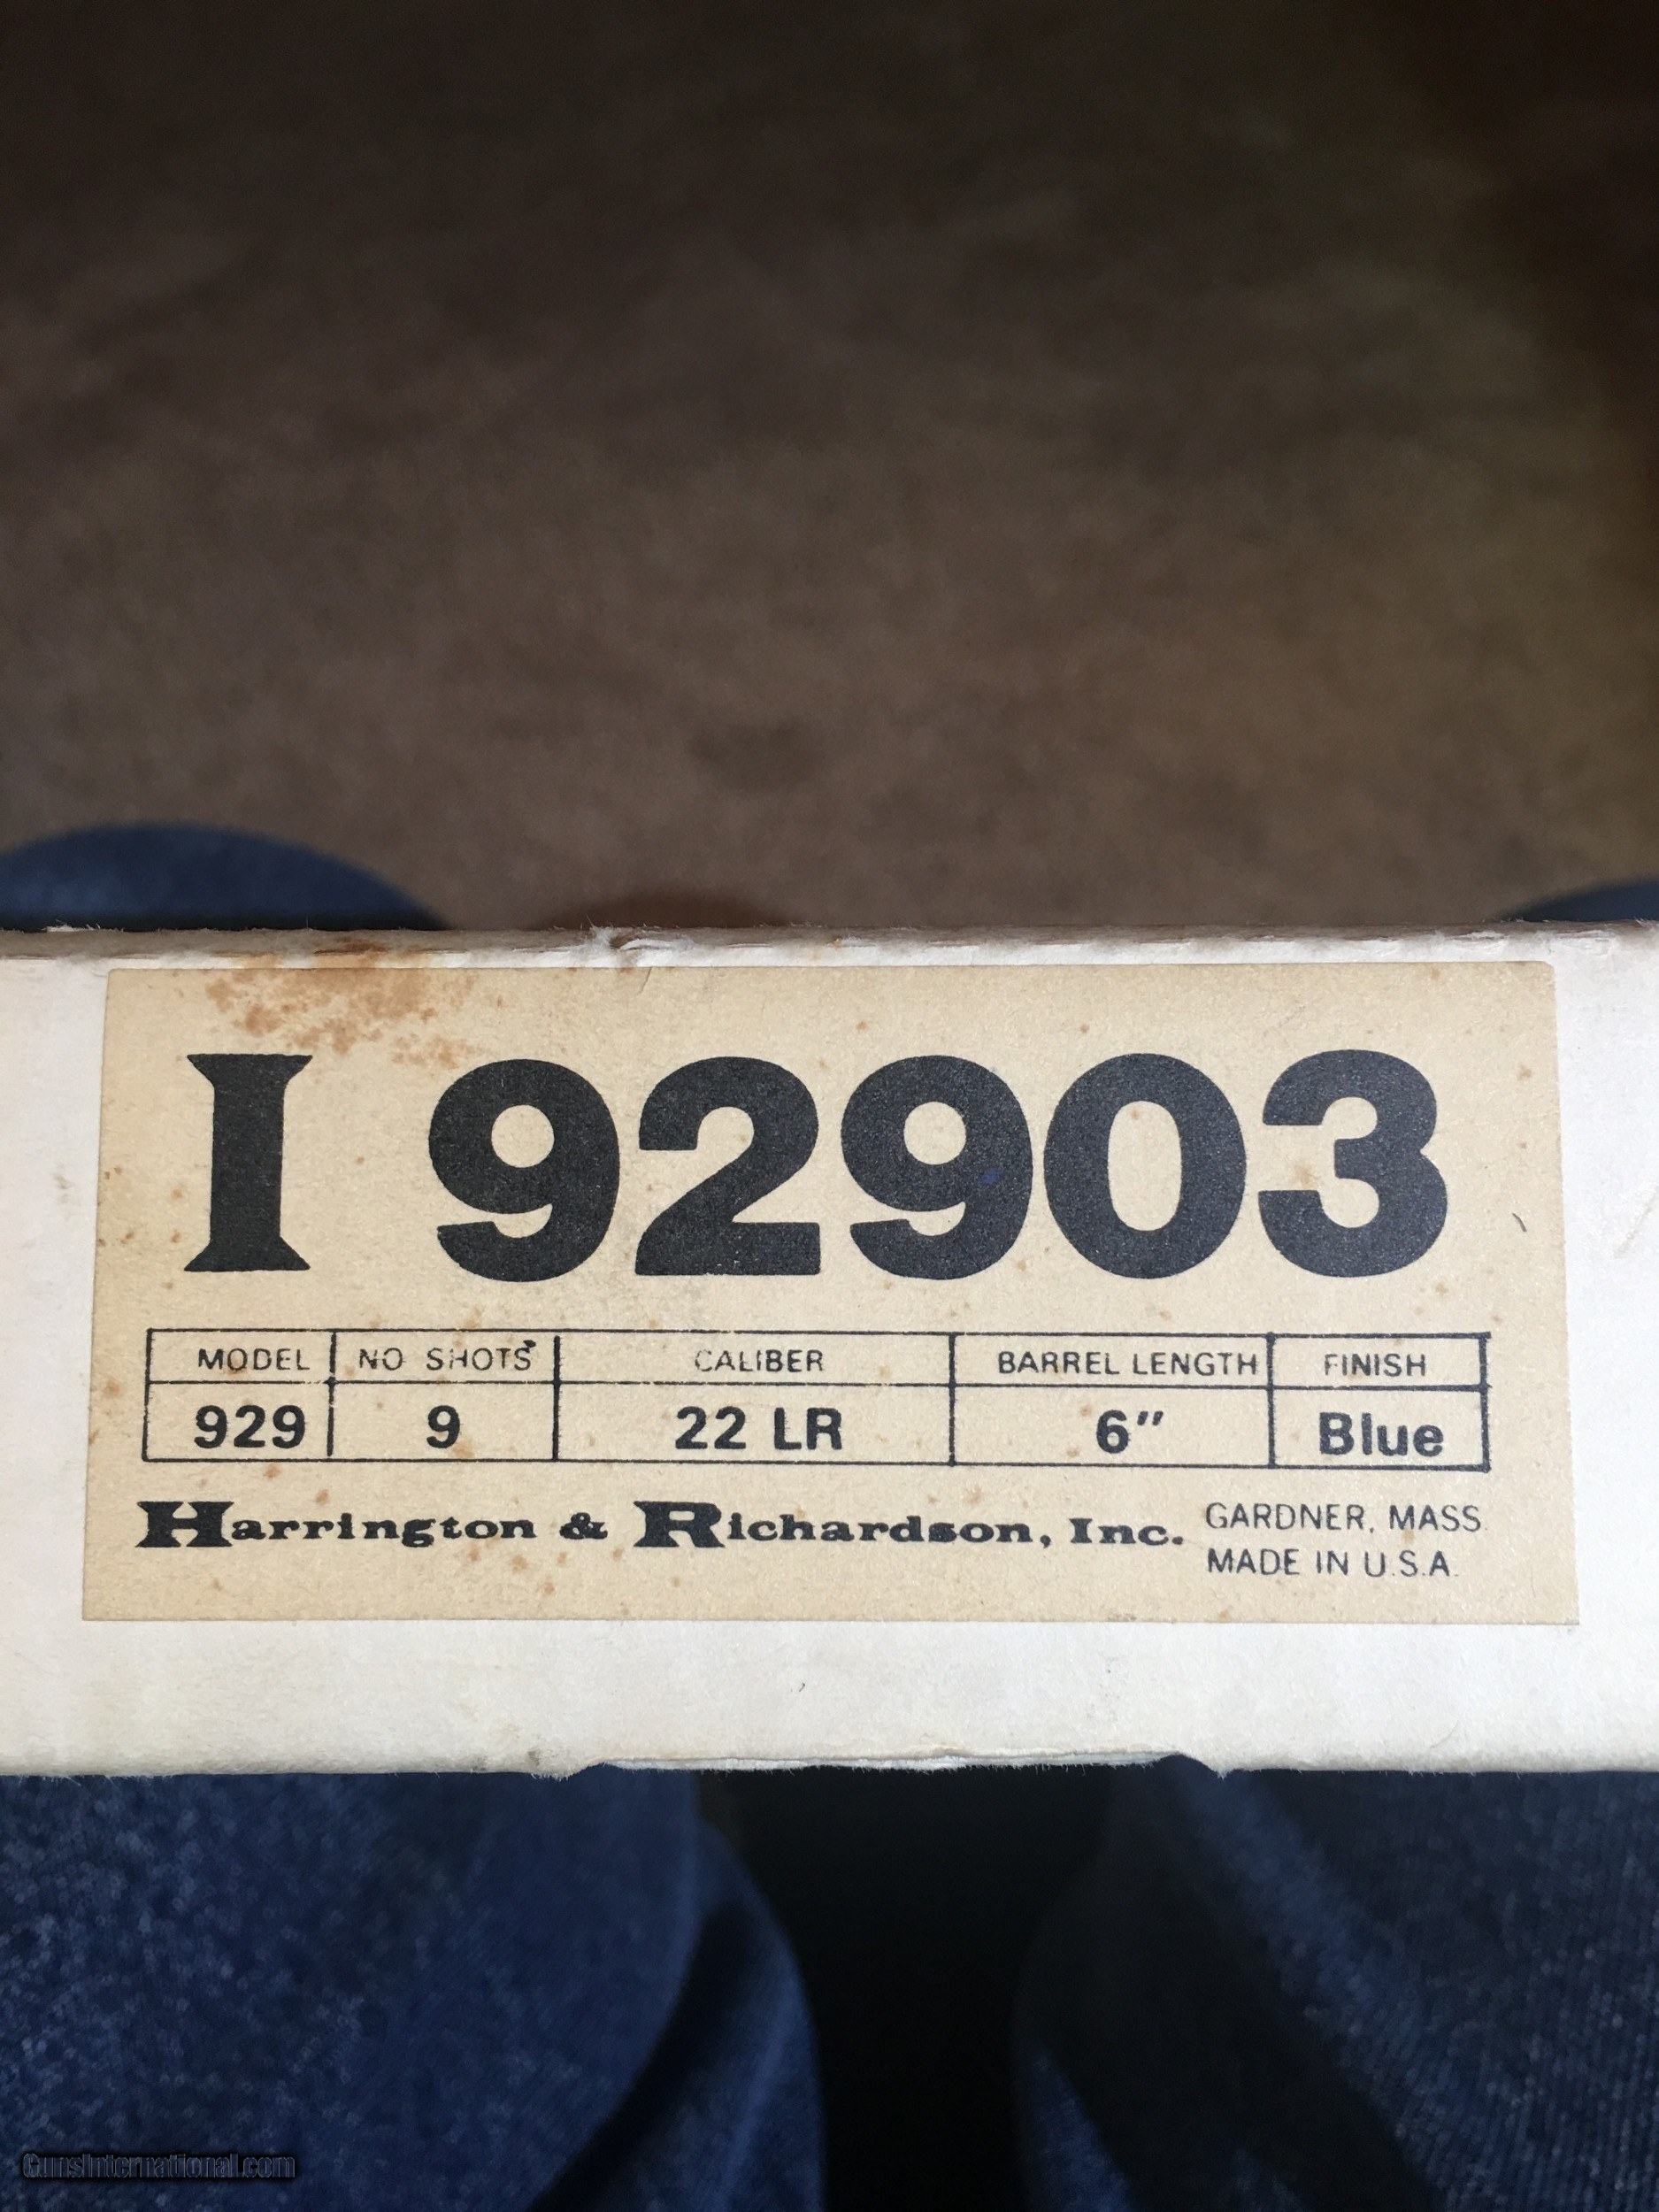 I 92903
MODEL NO SHOTS CALIBER BARREL LENGTH FINISH
929 9 22 LR 6" Blue
Harrington & Richardson, Inc. GARDNER, MASS.
MADE IN U.S.A.
GunsInternational.com